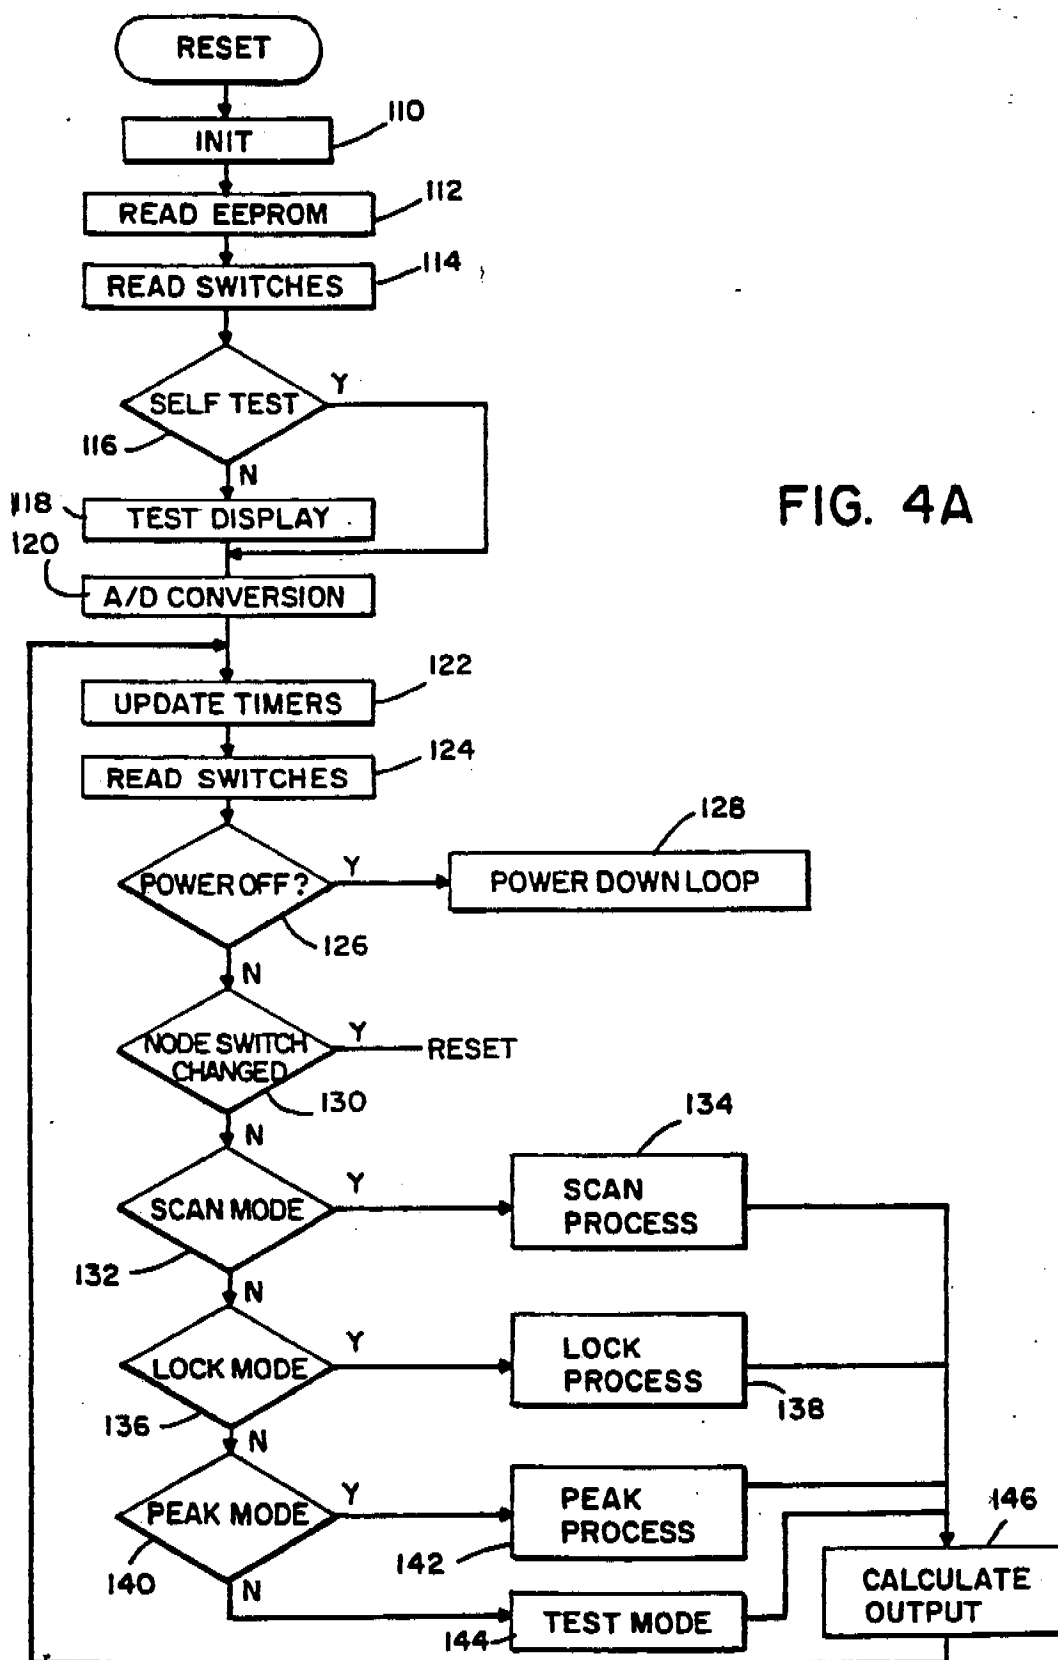 RESET
INIT
110
READ EEPROM
112
READ SWITCHES
114
SELF TEST
Y
116
N
118
TEST DISPLAY
FIG. 4A
120
A/D CONVERSION
UPDATE TIMERS
122
READ SWITCHES
124
POWER OFF?
Y
POWER DOWN LOOP
128
126
N
NODE SWITCH
CHANGED
Y
RESET
130
N
SCAN MODE
Y
SCAN
PROCESS
134
132
N
LOCK MODE
Y
LOCK
PROCESS
138
136
N
PEAK MODE
Y
PEAK
PROCESS
142
140
N
TEST MODE
144
146
CALCULATE
OUTPUT